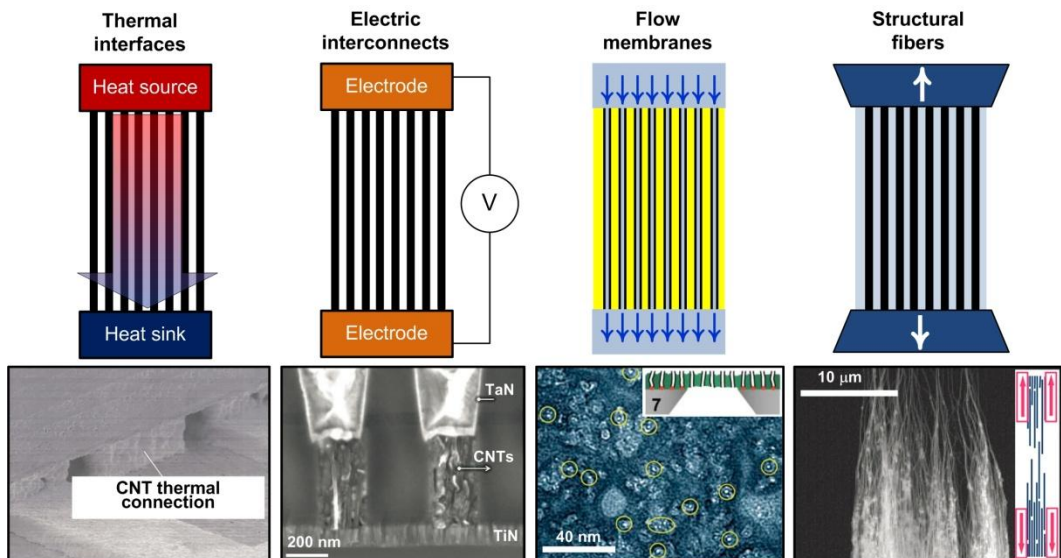 Thermal
interfaces
Electric
interconnects
Flow
membranes
Structural
fibers
Heat source
Electrode
V
Heat sink
Electrode
CNT thermal
connection
TaN
CNTs
TiN
200 nm
7
40 nm
10 µm